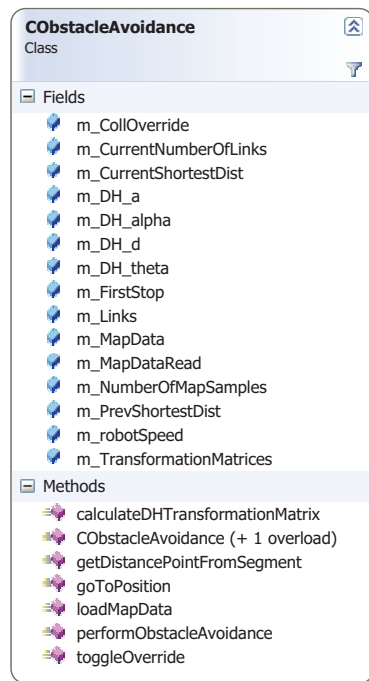 CObstacleAvoidance
Class
Fields
m_CollOverride
m_CurrentNumberOfLinks
m_CurrentShortestDist
m_DH_a
m_DH_alpha
m_DH_d
m_DH_theta
m_FirstStop
m_Links
m_MapData
m_MapDataRead
m_NumberOfMapSamples
m_PrevShortestDist
m_robotSpeed
m_TransformationMatrices
Methods
calculateDHTransformationMatrix
CObstacleAvoidance (+ 1 overload)
getDistancePointFromSegment
goToPosition
loadMapData
performObstacleAvoidance
toggleOverride